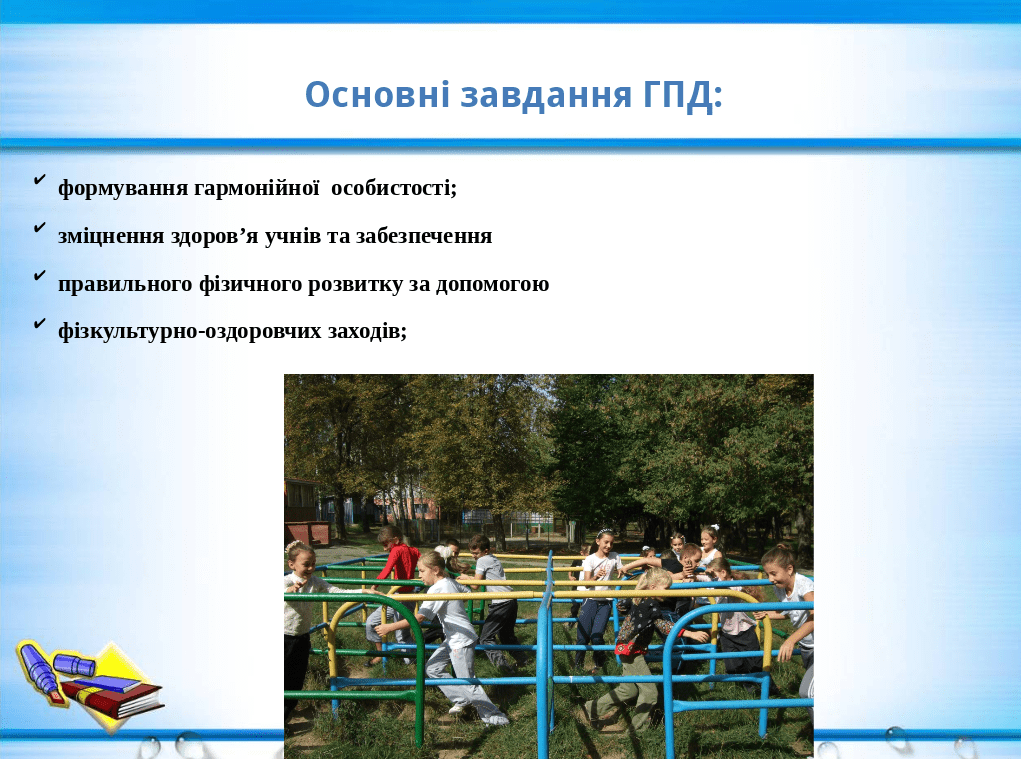 Основні завдання ГПД:
✔ формування гармонійної  особистості;
✔ зміцнення здоров’я учнів та забезпечення
✔ правильного фізичного розвитку за допомогою
✔ фізкультурно-оздоровчих заходів;